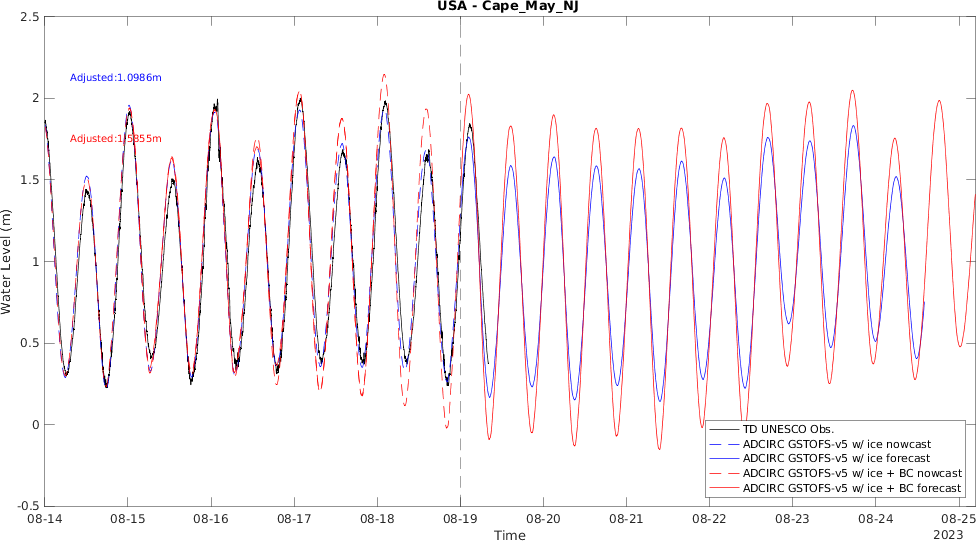 USA - Cape_May_NJ
2.5
2
1.5
1
0.5
0
-0.5
Water Level (m)
Adjusted:1.0986m
Adjusted:1.5855m
TD UNESCO Obs.
ADCIRC GSTOFS-v5 w/ ice nowcast
ADCIRC GSTOFS-v5 w/ ice forecast
ADCIRC GSTOFS-v5 w/ ice + BC nowcast
ADCIRC GSTOFS-v5 w/ ice + BC forecast
08-14 08-15 08-16 08-17 08-18 08-19 08-20 08-21 08-22 08-23 08-24 08-25
Time
2023